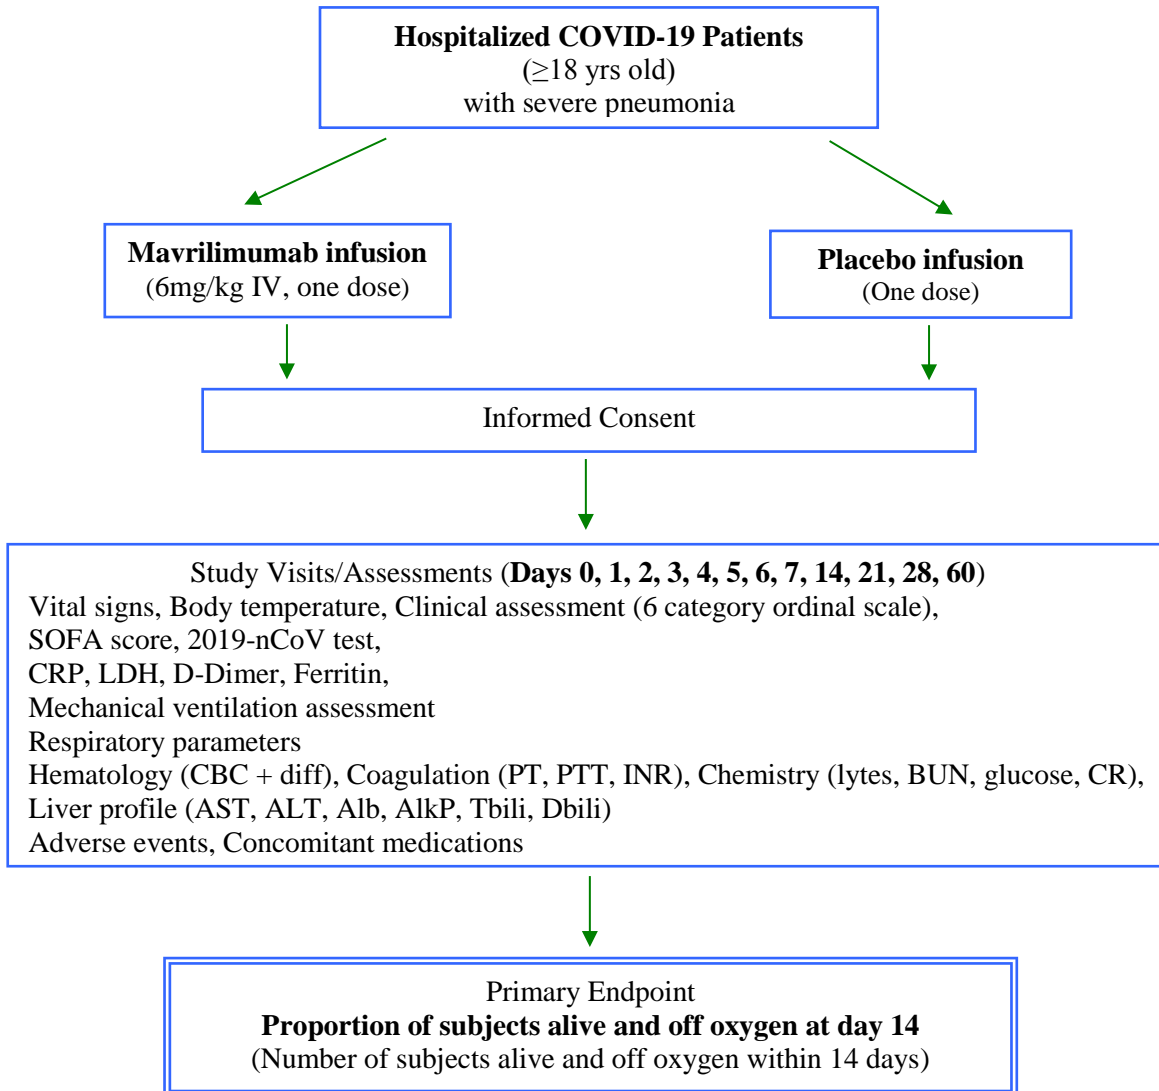 Hospitalized COVID-19 Patients
(≥18 yrs old)
with severe pneumonia
Mavrilimumab infusion
(6mg/kg IV, one dose)
Placebo infusion
(One dose)
Informed Consent
Study Visits/Assessments (Days 0, 1, 2, 3, 4, 5, 6, 7, 14, 21, 28, 60)
Vital signs, Body temperature, Clinical assessment (6 category ordinal scale),
SOFA score, 2019-nCoV test,
CRP, LDH, D-Dimer, Ferritin,
Mechanical ventilation assessment
Respiratory parameters
Hematology (CBC + diff), Coagulation (PT, PTT, INR), Chemistry (lytes, BUN, glucose, CR),
Liver profile (AST, ALT, Alb, AlkP, Tbili, Dbili)
Adverse events, Concomitant medications
Primary Endpoint
Proportion of subjects alive and off oxygen at day 14
(Number of subjects alive and off oxygen within 14 days)